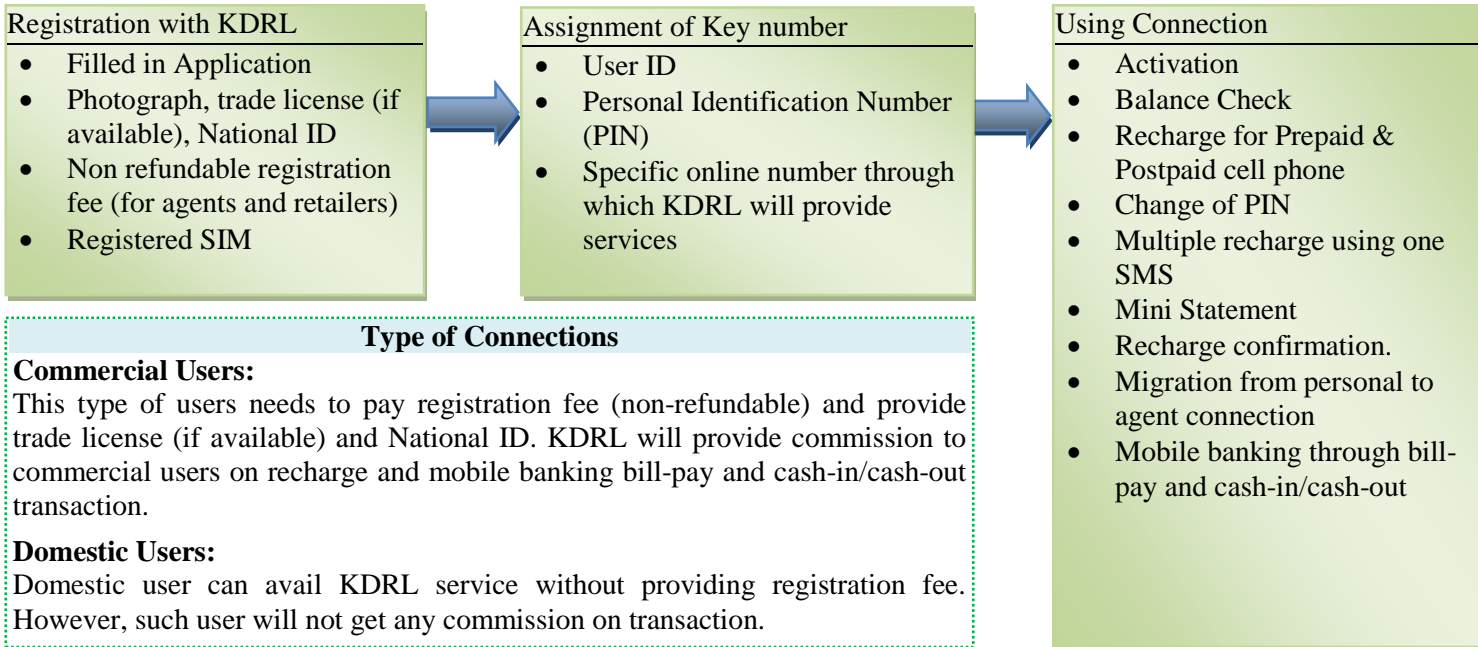 Registration with KDRL
• Filled in Application
• Photograph, trade license (if
available), National ID
• Non refundable registration
fee (for agents and retailers)
• Registered SIM
Assignment of Key number
• User ID
• Personal Identification Number
(PIN)
• Specific online number through
which KDRL will provide
services
Using Connection
• Activation
• Balance Check
• Recharge for Prepaid &
Postpaid cell phone
• Change of PIN
• Multiple recharge using one
SMS
• Mini Statement
• Recharge confirmation.
• Migration from personal to
agent connection
• Mobile banking through bill-
pay and cash-in/cash-out
Type of Connections
Commercial Users:
This type of users needs to pay registration fee (non-refundable) and provide
trade license (if available) and National ID. KDRL will provide commission to
commercial users on recharge and mobile banking bill-pay and cash-in/cash-out
transaction.
Domestic Users:
Domestic user can avail KDRL service without providing registration fee.
However, such user will not get any commission on transaction.